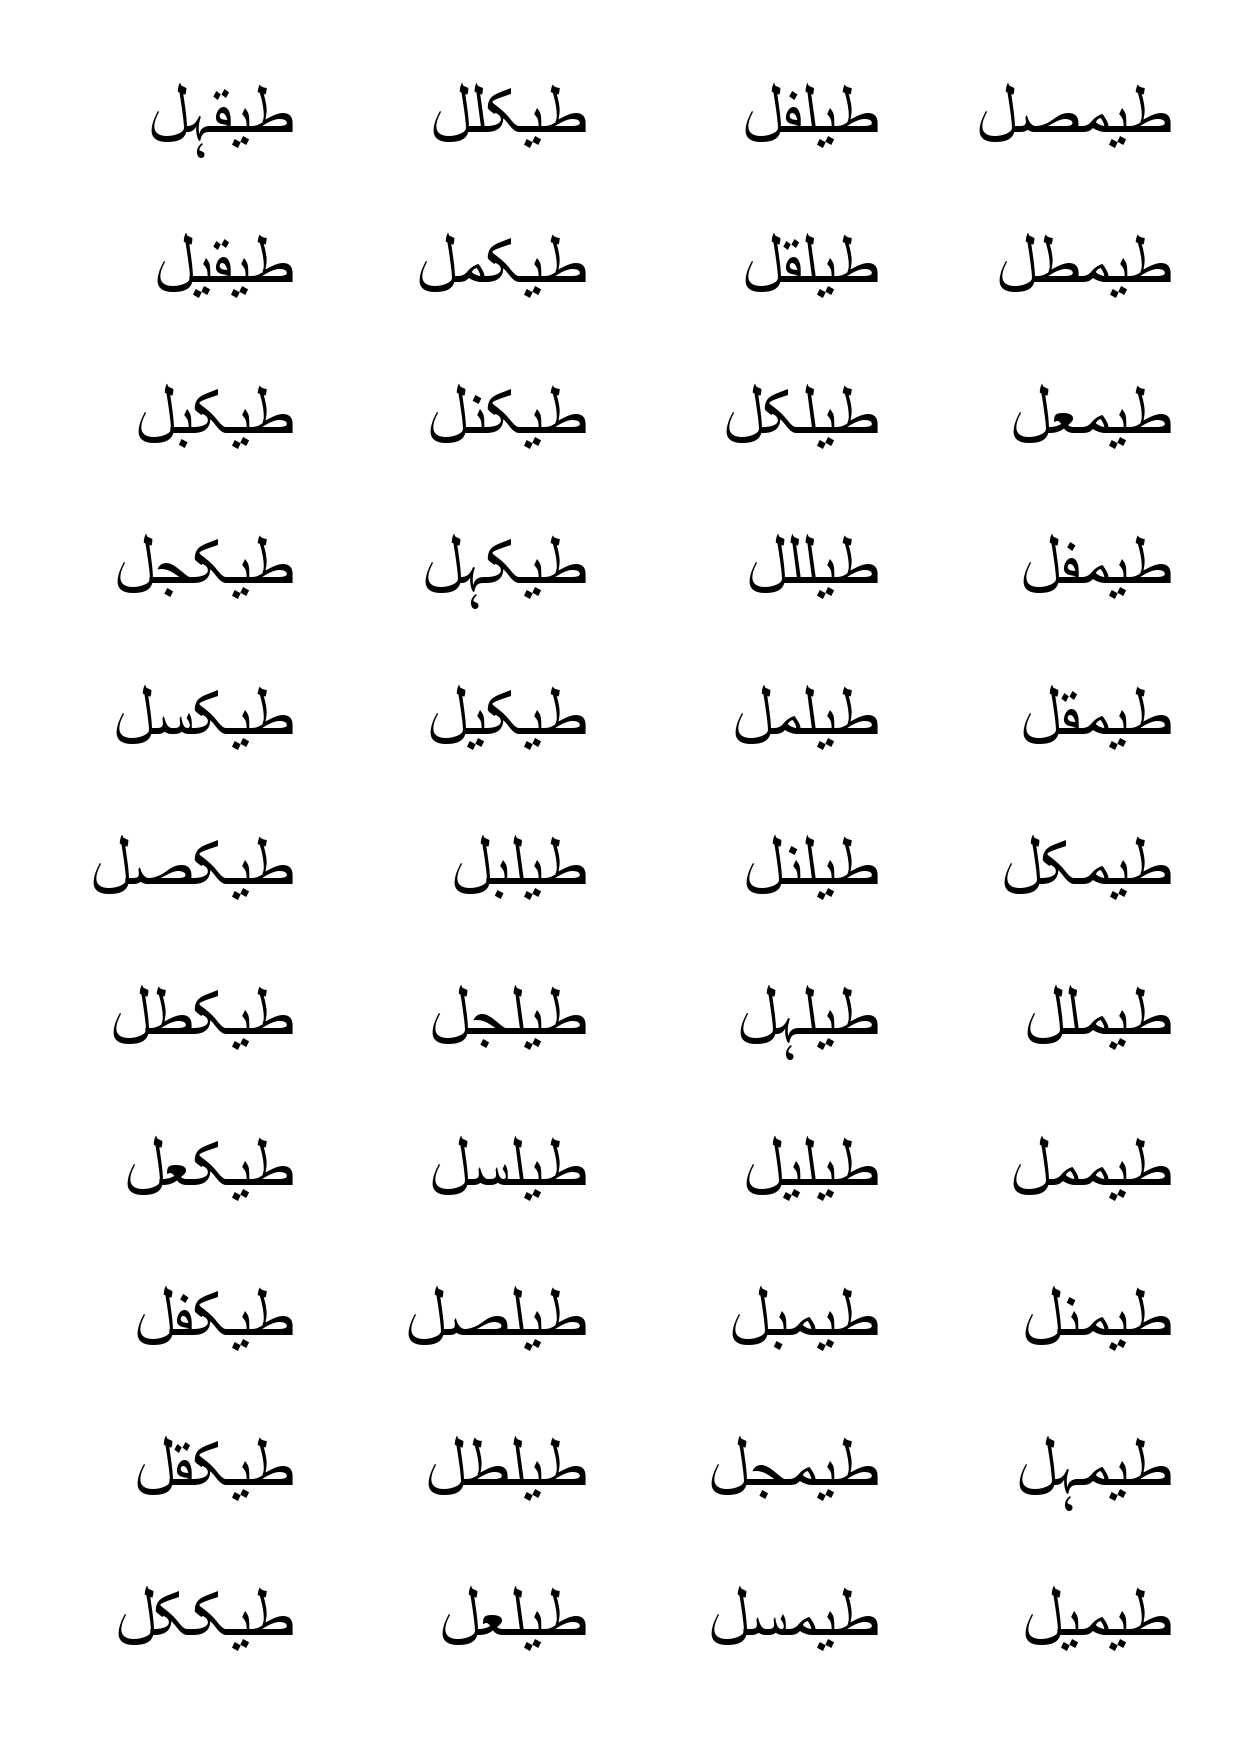 طیمصل طیلفل طیکلل طیقہل
طیمطل طیلقل طیکمل طیقیل
طیمعل طیلکل طیکنل طیکبل
طیمفل طیللل طیکہل طیکجل
طیمقل طیلمل طیکیل طیکسل
طیمکل طیلنل طیلبل طیکصل
طیملل طیلہل طیلجل طیکطل
طیممل طیلیل طیلسل طیکعل
طیمنل طیمبل طیلصل طیکفل
طیمہل طیمجل طیلطل طیکقل
طیمیل طیمسل طیلعل طیککل